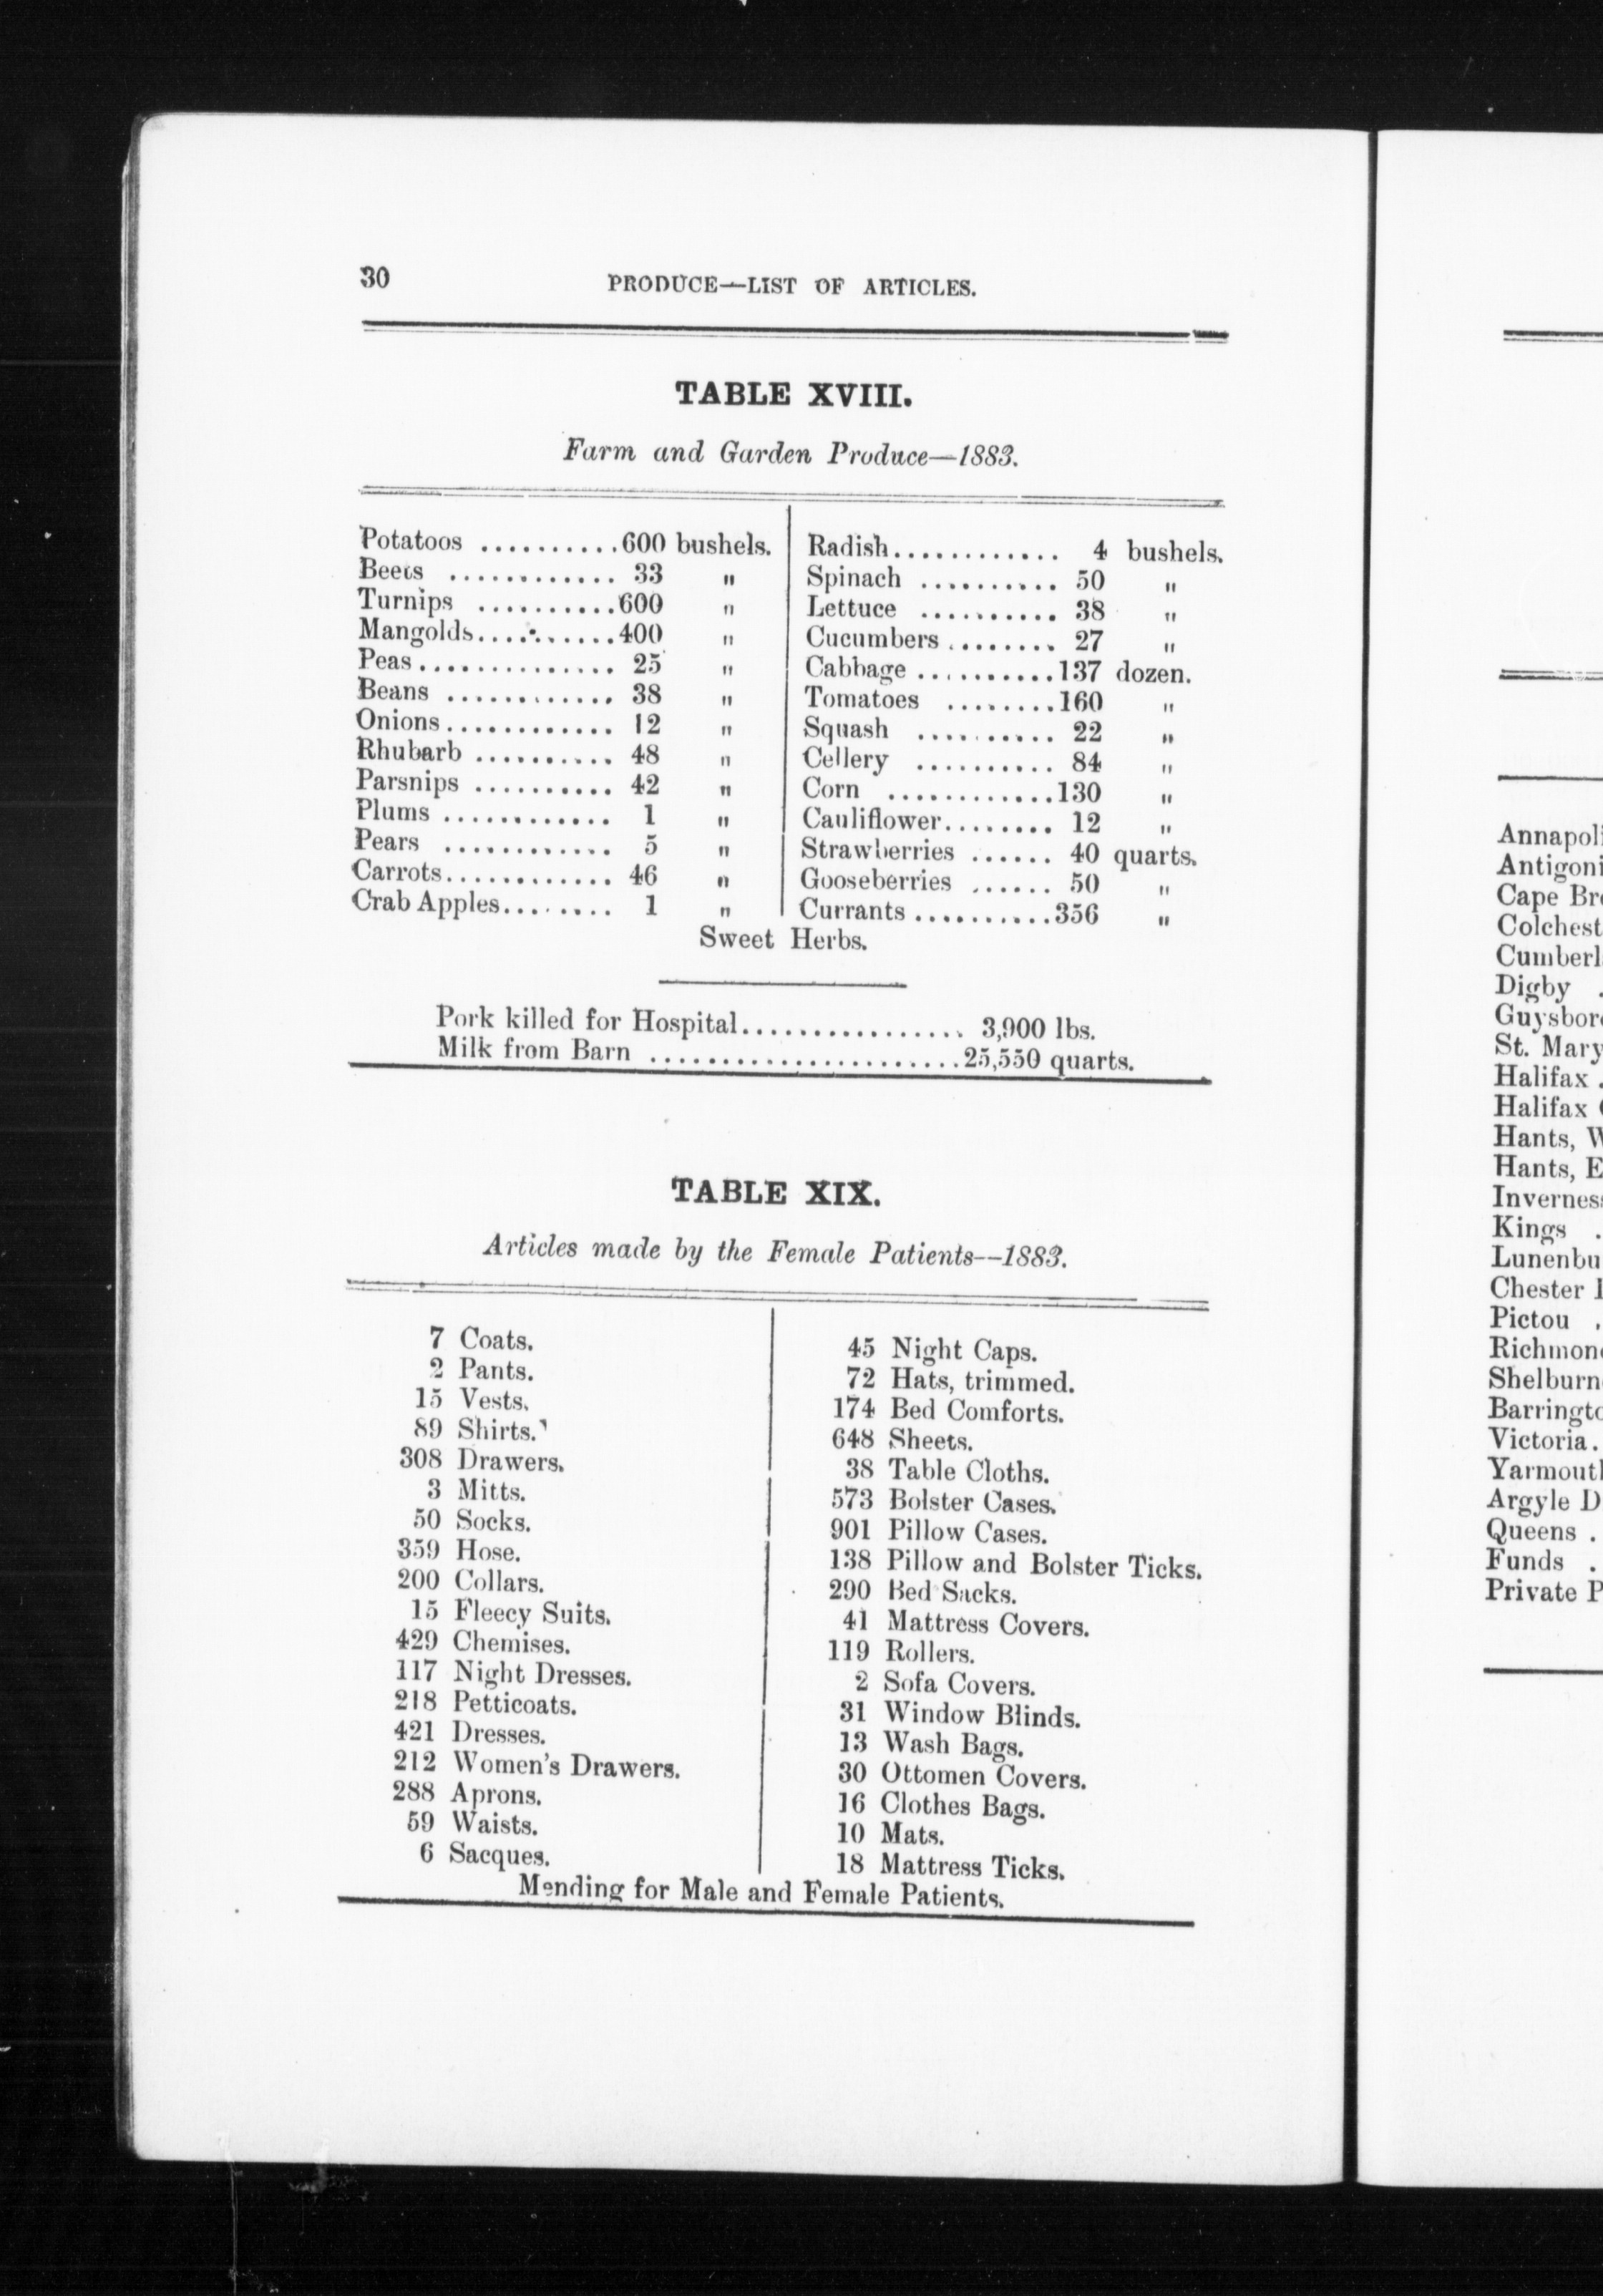 30 PRODUCE—LIST OF ARTICLES.
TABLE XVIII.
Farm and Garden Produce—1883.
Potatoos ..........600 bushels.
Beets ............ 33 "
Turnips ..........600 "
Mangolds..........400 "
Peas.............. 25 "
Beans ............ 38 "
Onions............ 12 "
Rhubarb .......... 48 "
Parsnips .......... 42 "
Plums ............ 1 "
Pears ............ 5 "
Carrots............ 46 "
Crab Apples........ 1 "
Radish............ 4 bushels.
Spinach .......... 50 "
Lettuce .......... 38 "
Cucumbers ........ 27 "
Cabbage ..........137 dozen.
Tomatoes ........160 "
Squash .......... 22 "
Cellery .......... 84 "
Corn ............130 "
Cauliflower........ 12 "
Strawberries ...... 40 quarts.
Gooseberries ...... 50 "
Currants ..........356 "
Sweet Herbs.
Pork killed for Hospital................ 3,900 lbs.
Milk from Barn ......................25,550 quarts.
TABLE XIX.
Articles made by the Female Patients--1883.
7 Coats.
2 Pants.
15 Vests.
89 Shirts.
308 Drawers.
3 Mitts.
50 Socks.
359 Hose.
200 Collars.
15 Fleecy Suits.
429 Chemises.
117 Night Dresses.
218 Petticoats.
421 Dresses.
212 Women's Drawers.
288 Aprons.
59 Waists.
6 Sacques.
45 Night Caps.
72 Hats, trimmed.
174 Bed Comforts.
648 Sheets.
38 Table Cloths.
573 Bolster Cases.
901 Pillow Cases.
138 Pillow and Bolster Ticks.
290 Bed Sacks.
41 Mattress Covers.
119 Rollers.
2 Sofa Covers.
31 Window Blinds.
13 Wash Bags.
30 Ottomen Covers.
16 Clothes Bags.
10 Mats.
18 Mattress Ticks.
Mending for Male and Female Patients.
Annapoli
Antigoni
Cape Bre
Colchest
Cumberl
Digby .
Guysboro
St. Mary
Halifax .
Halifax
Hants, W
Hants, E
Inverness
Kings .
Lunenbu
Chester
Pictou .
Richmon
Shelburn
Barringto
Victoria.
Yarmout
Argyle D
Queens .
Funds .
Private P